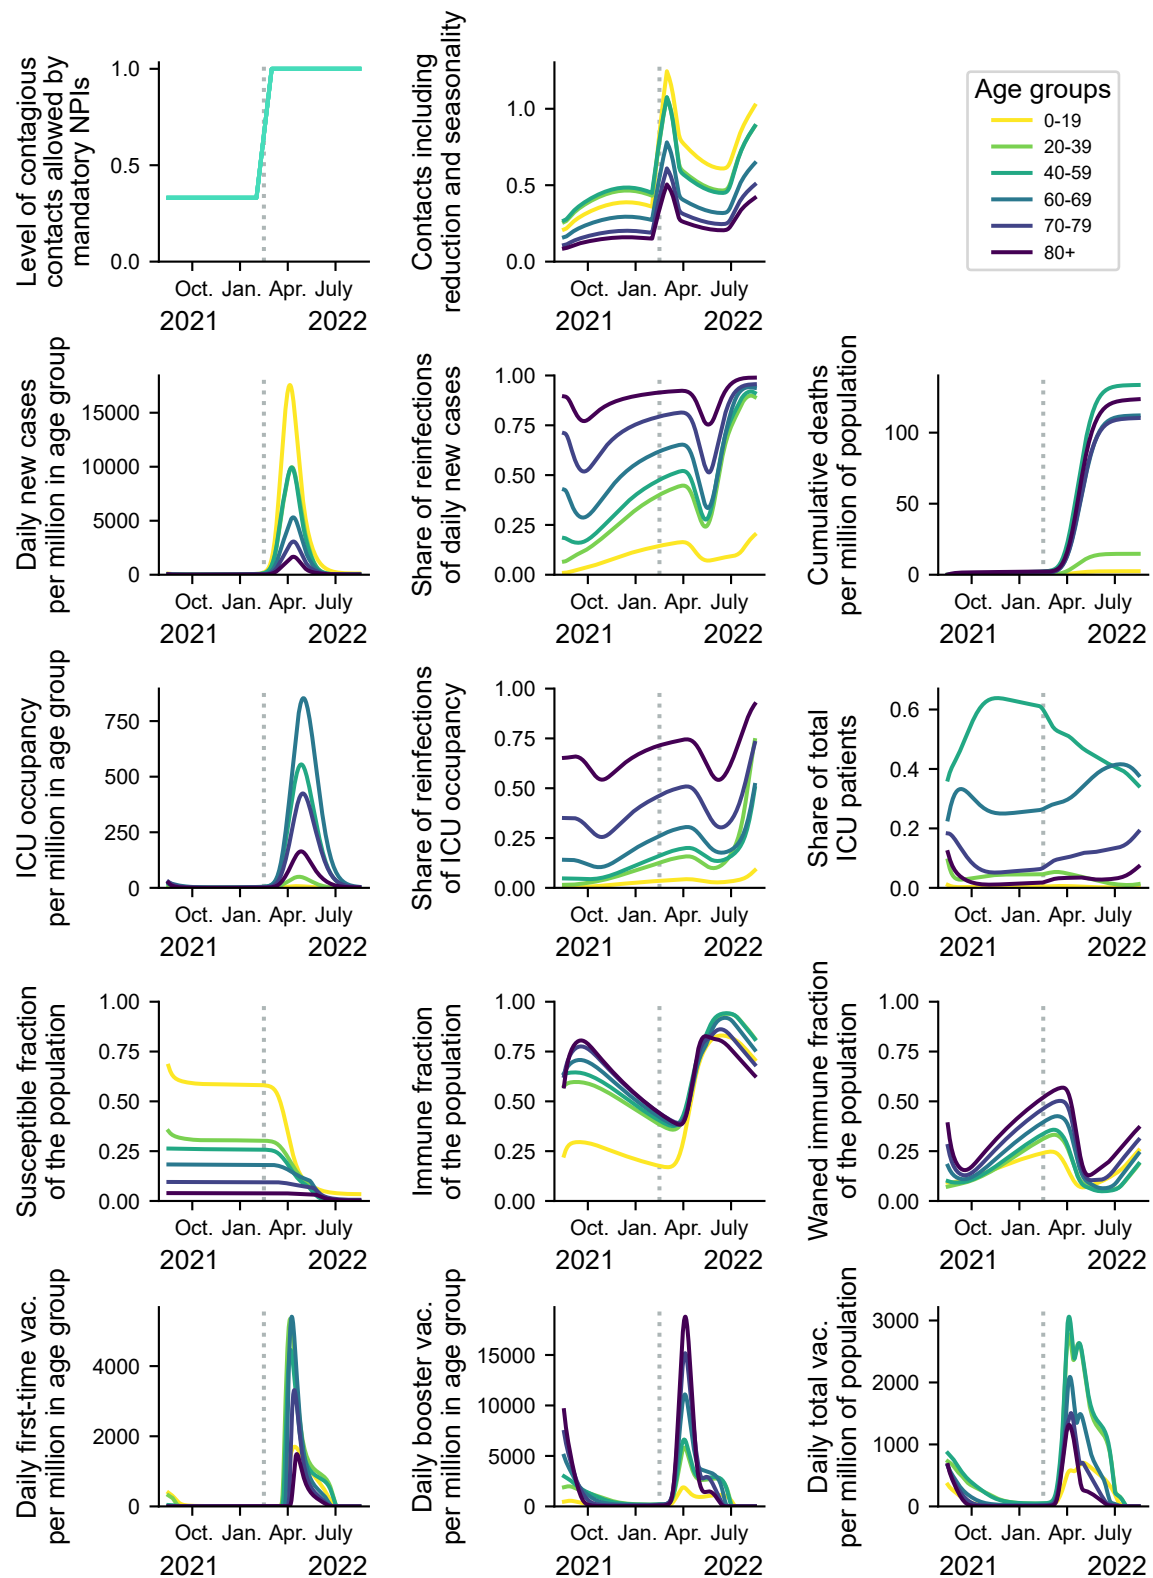 Level of contagious
contacts allowed by
mandatory NPIs
1.0
0.5
0.0
Oct. Jan. Apr. July
2021 2022
Contacts including
reduction and seasonality
1.0
0.5
0.0
Oct. Jan. Apr. July
2021 2022
Age groups
0-19
20-39
40-59
60-69
70-79
80+
Daily new cases
per million in age group
15000
10000
5000
0
Oct. Jan. Apr. July
2021 2022
Share of reinfections
of daily new cases
1.00
0.75
0.50
0.25
0.00
Oct. Jan. Apr. July
2021 2022
Cumulative deaths
per million of population
100
50
0
Oct. Jan. Apr. July
2021 2022
ICU occupancy
per million in age group
750
500
250
0
Oct. Jan. Apr. July
2021 2022
Share of reinfections
of ICU occupancy
1.00
0.75
0.50
0.25
0.00
Oct. Jan. Apr. July
2021 2022
Share of total
ICU patients
0.6
0.4
0.2
0.0
Oct. Jan. Apr. July
2021 2022
Susceptible fraction
of the population
1.00
0.75
0.50
0.25
0.00
Oct. Jan. Apr. July
2021 2022
Immune fraction
of the population
1.00
0.75
0.50
0.25
0.00
Oct. Jan. Apr. July
2021 2022
Waned immune fraction
of the population
1.00
0.75
0.50
0.25
0.00
Oct. Jan. Apr. July
2021 2022
Daily first-time vac.
per million in age group
4000
2000
0
Oct. Jan. Apr. July
2021 2022
Daily booster vac.
per million in age group
15000
10000
5000
0
Oct. Jan. Apr. July
2021 2022
Daily total vac.
per million of population
3000
2000
1000
0
Oct. Jan. Apr. July
2021 2022